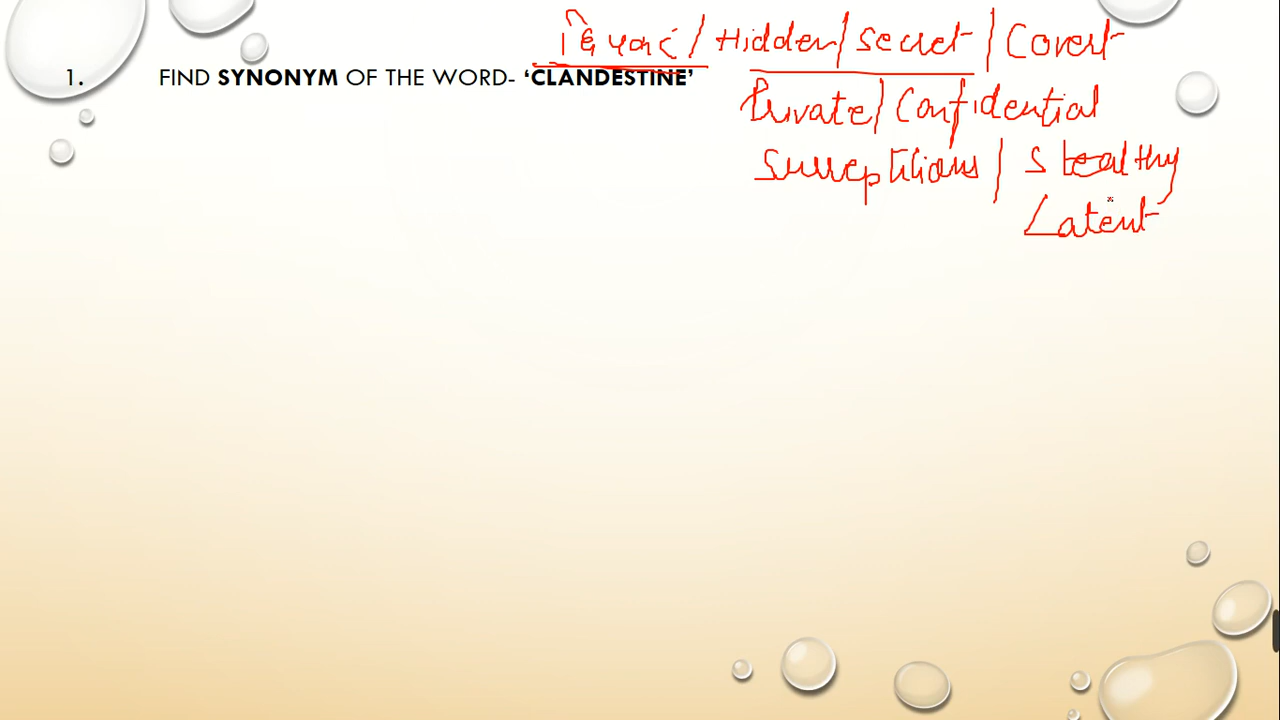 / Hidden / Secret / Covert
1. FIND SYNONYM OF THE WORD- ‘CLANDESTINE’
Private / Confidential
Surreptitious / Stealthy
Latent